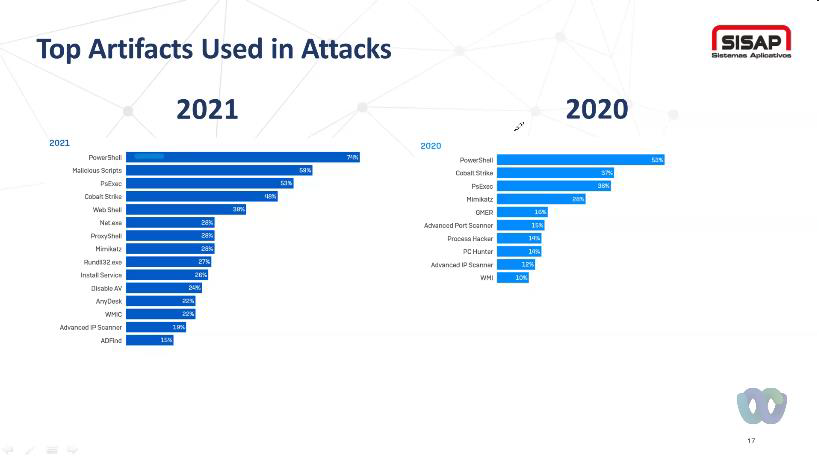 Top Artifacts Used in Attacks
SISAP
Sistemas Aplicativos
2021
2020
2021
PowerShell 74%
Malicious Scripts 59%
PsExec 53%
Cobalt Strike 48%
Web Shell 38%
Net.exe 28%
ProxyShell 28%
Mimikatz 28%
Rundll32.exe 27%
Install Service 26%
Disable AV 24%
AnyDesk 22%
WMIC 22%
Advanced IP Scanner 19%
ADFind 15%
2020
PowerShell 53%
Cobalt Strike 37%
PsExec 36%
Mimikatz 28%
GMER 16%
Advanced Port Scanner 15%
Process Hacker 14%
PC Hunter 14%
Advanced IP Scanner 12%
WMI 10%
17